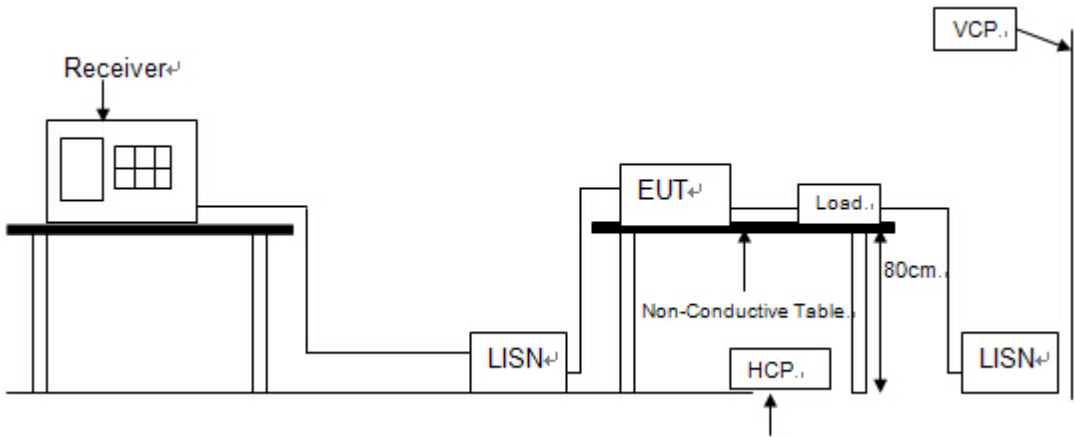 VCP.
Receiver↵
EUT↵
Load.
80cm.
Non-Conductive Table.
LISN↵
HCP.
LISN↵